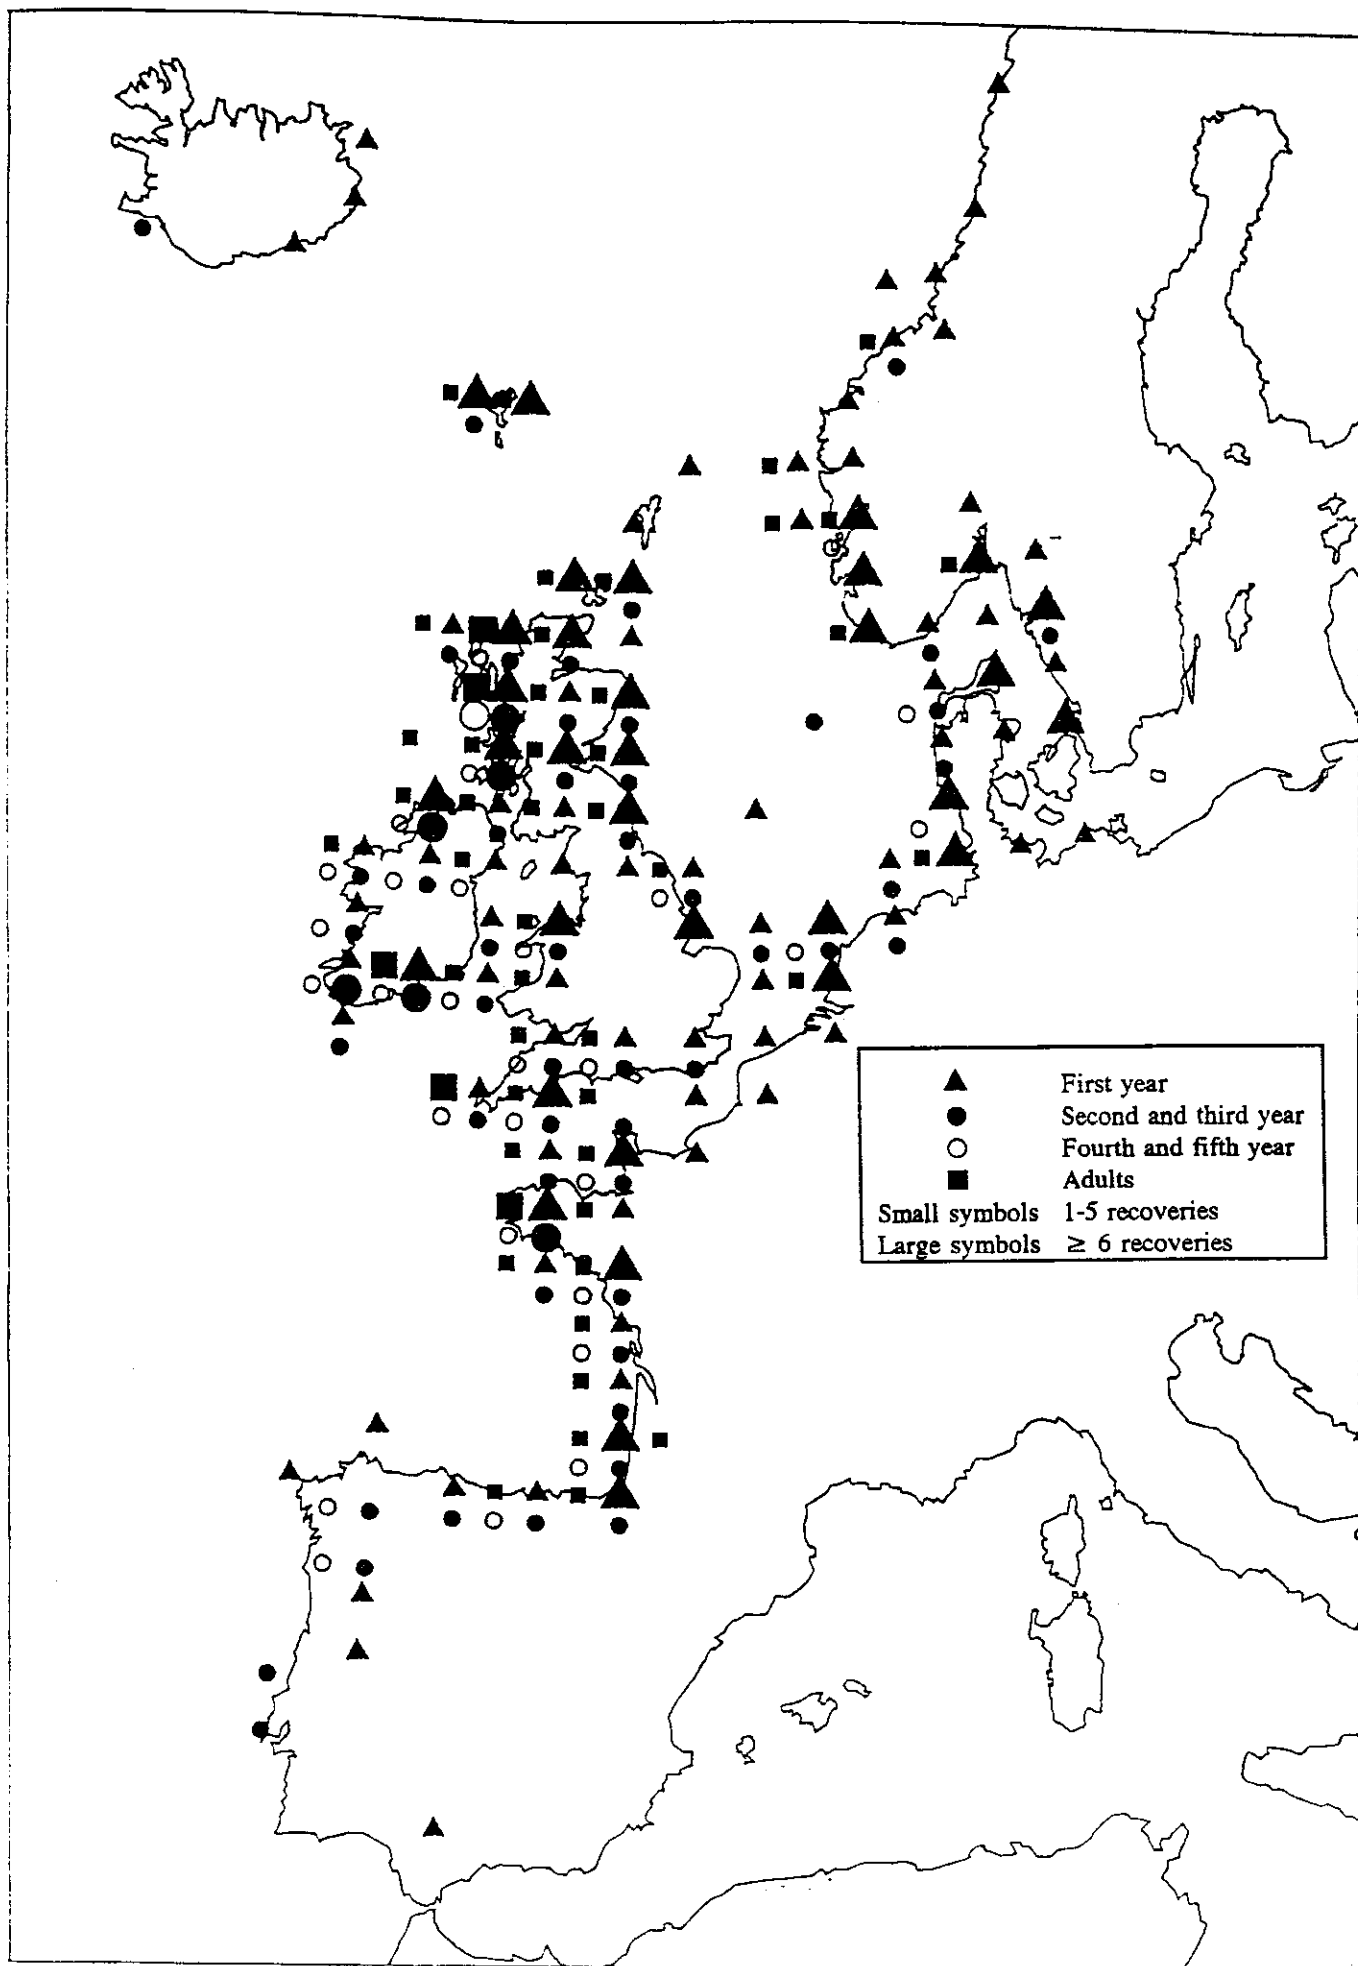 First year
Second and third year
Fourth and fifth year
Adults
Small symbols 1-5 recoveries
Large symbols ≥ 6 recoveries